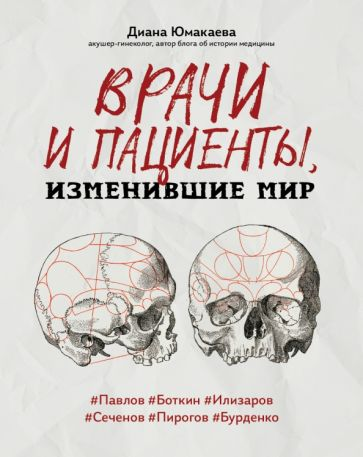 Диана Юмакаева
акушер-гинеколог, автор блога об истории медицины
ВРАЧИ
И ПАЦИЕНТЫ,
ИЗМЕНИВШИЕ МИР
#Павлов #Боткин #Илизаров
#Сеченов #Пирогов #Бурденко